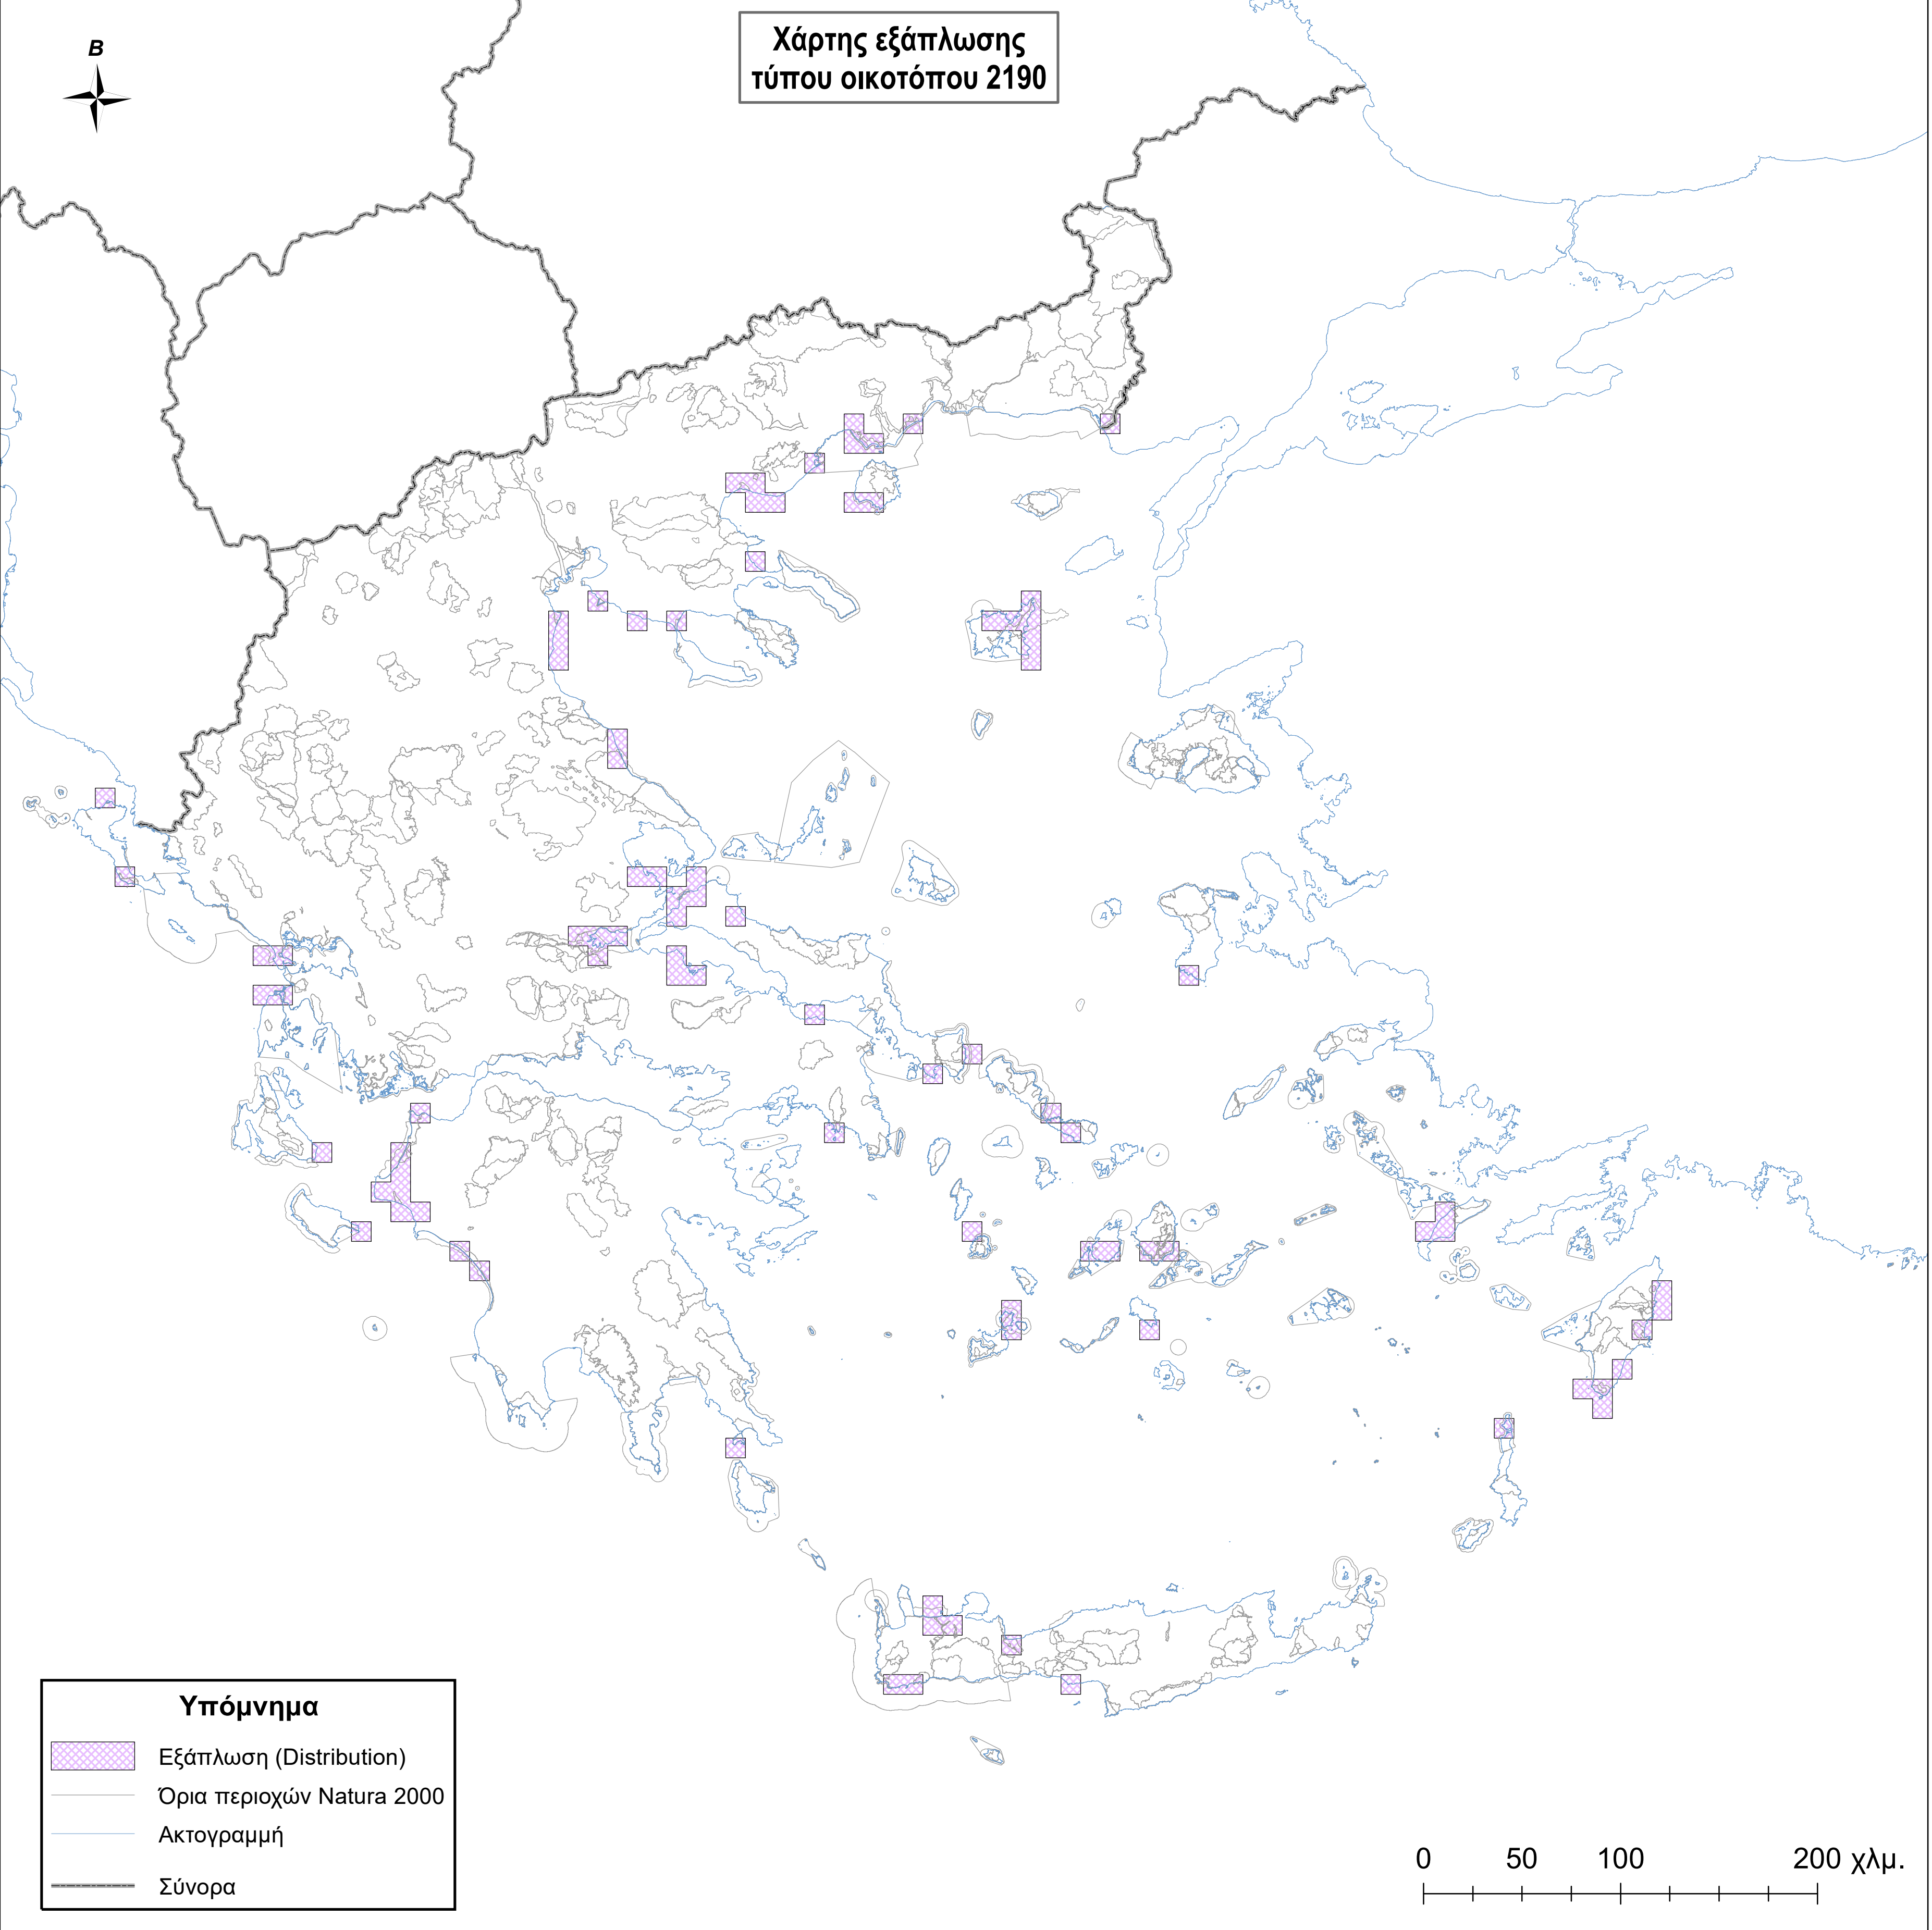 Χάρτης εξάπλωσης
τύπου οικοτόπου 2190
Β
Υπόμνημα
Εξάπλωση (Distribution)
Όρια περιοχών Natura 2000
Ακτογραμμή
Σύνορα
0 50 100 200 χλμ.